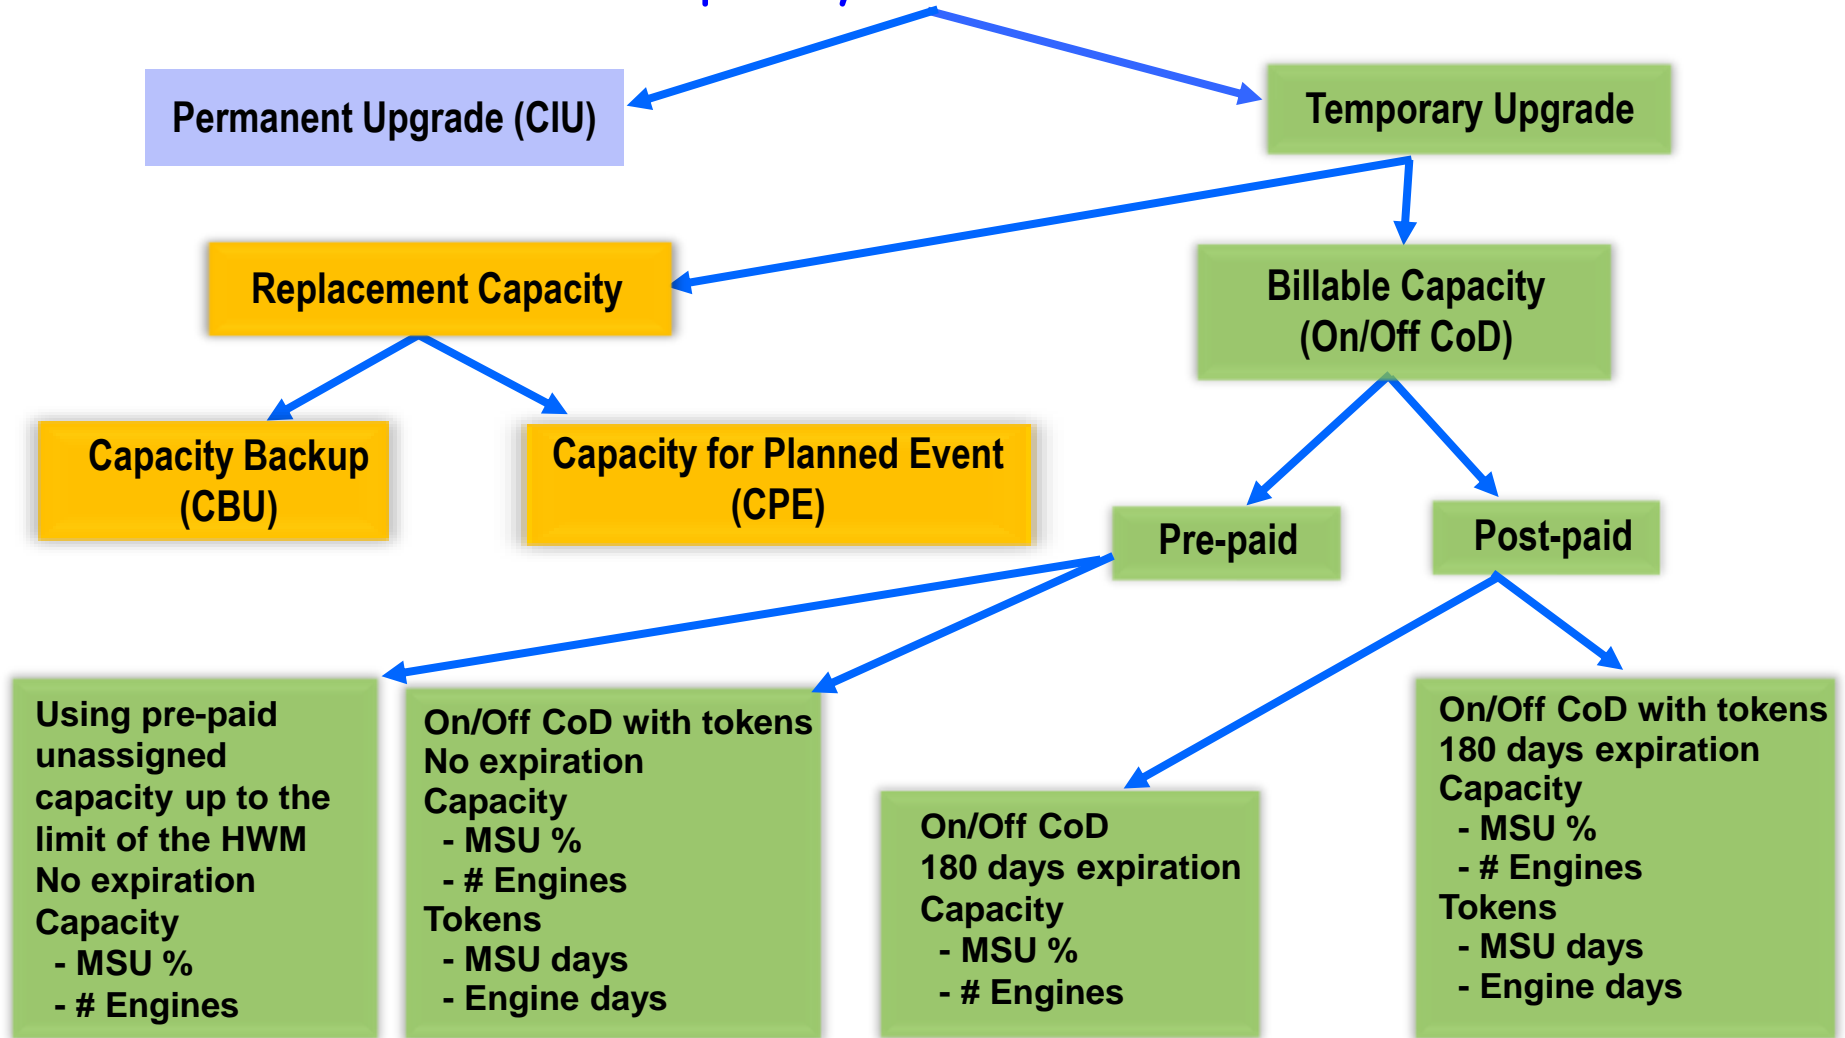 Permanent Upgrade (CIU)
Temporary Upgrade
Replacement Capacity
Billable Capacity
(On/Off CoD)
Capacity Backup
(CBU)
Capacity for Planned Event
(CPE)
Pre-paid
Post-paid
Using pre-paid
unassigned
capacity up to the
limit of the HWM
No expiration
Capacity
- MSU %
- # Engines
On/Off CoD with tokens
No expiration
Capacity
- MSU %
- # Engines
Tokens
- MSU days
- Engine days
On/Off CoD
180 days expiration
Capacity
- MSU %
- # Engines
On/Off CoD with tokens
180 days expiration
Capacity
- MSU %
- # Engines
Tokens
- MSU days
- Engine days